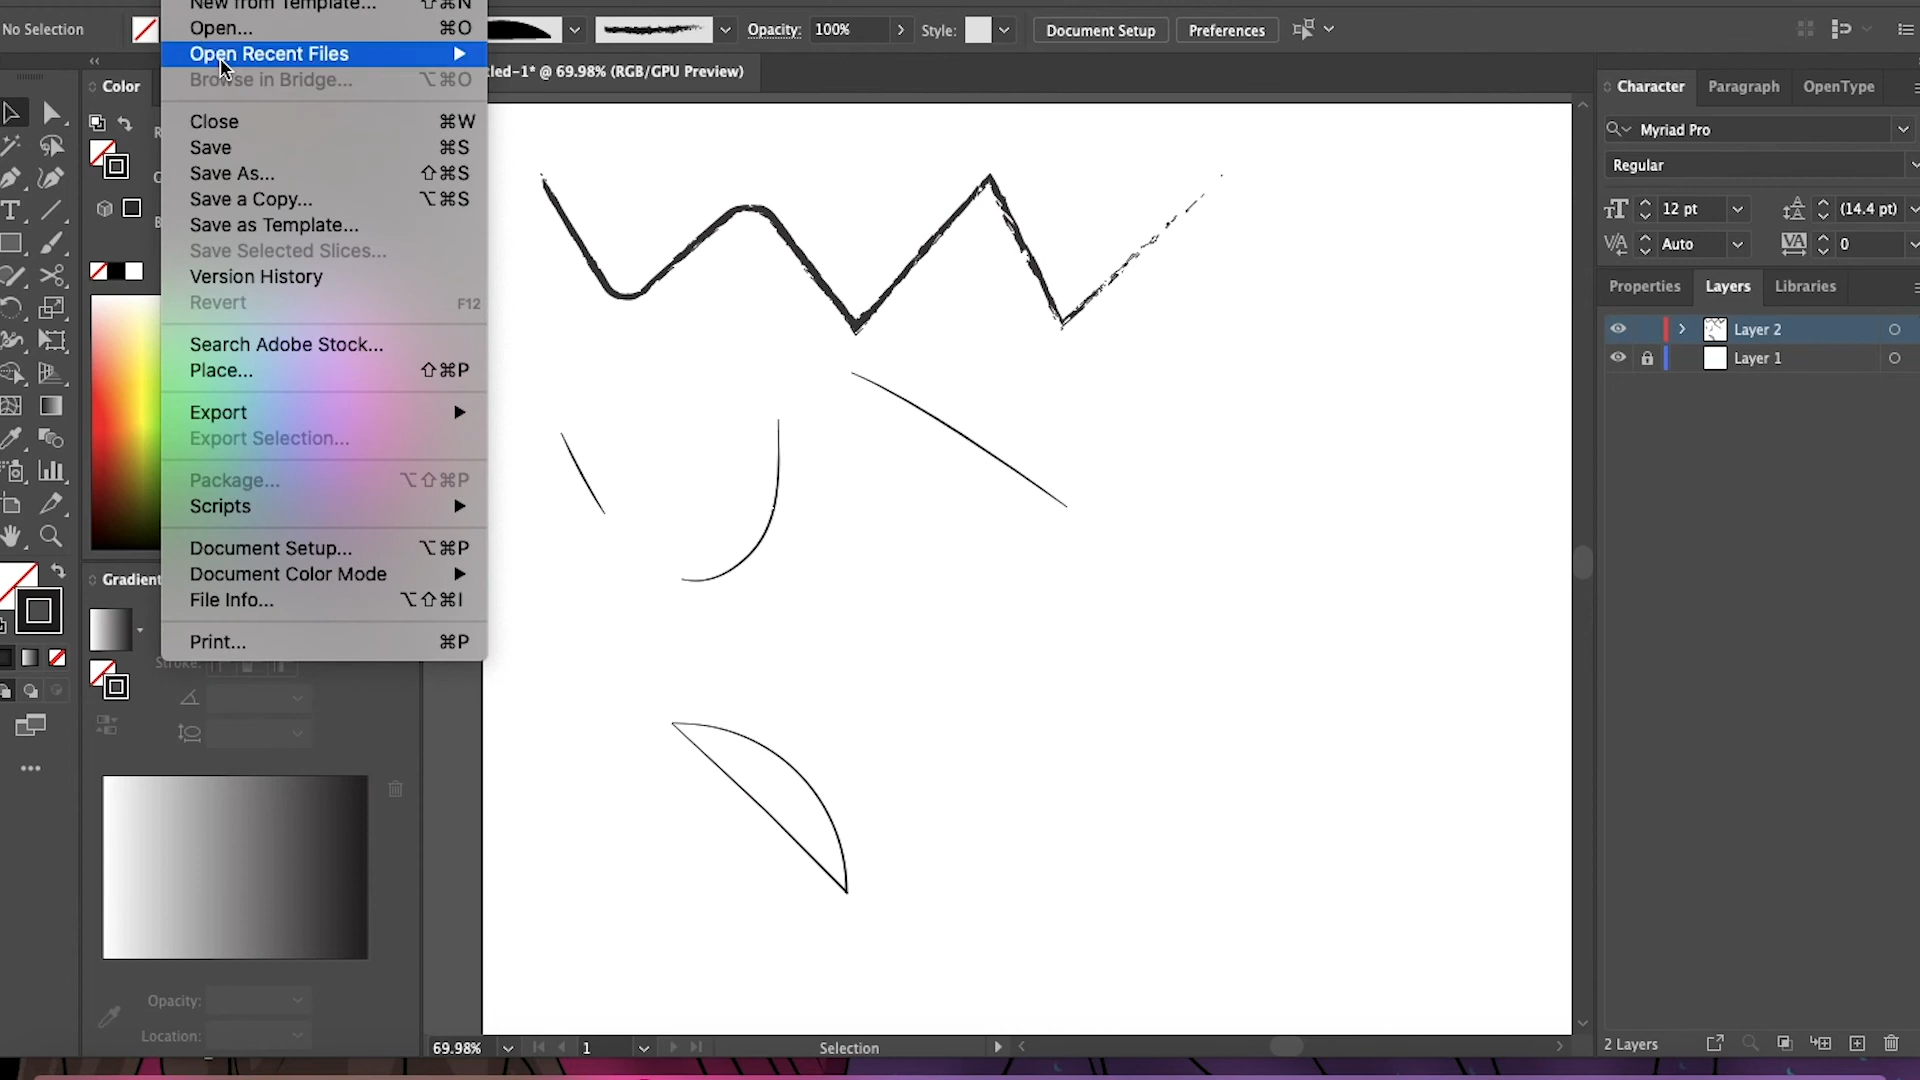 New from Template... ⇧⌘N
No Selection
Open... ⌘O
Opacity: 100%
Style:
Document Setup
Preferences
Open Recent Files
Browse in Bridge... ⌥⌘O
led-1* @ 69.98% (RGB/GPU Preview)
Color
Close ⌘W
Save ⌘S
Save As... ⇧⌘S
Save a Copy... ⌥⌘S
Save as Template...
Save Selected Slices...
Version History
Revert F12
Search Adobe Stock...
Place... ⇧⌘P
Export
Export Selection...
Package... ⌥⇧⌘P
Scripts
Document Setup... ⌥⌘P
Document Color Mode
File Info... ⌥⇧⌘I
Print... ⌘P
Gradient
Stroke:
Opacity:
Location:
Character Paragraph OpenType
Myriad Pro
Regular
12 pt (14.4 pt)
Auto 0
Properties Layers Libraries
Layer 2
Layer 1
69.98% 1 Selection
2 Layers